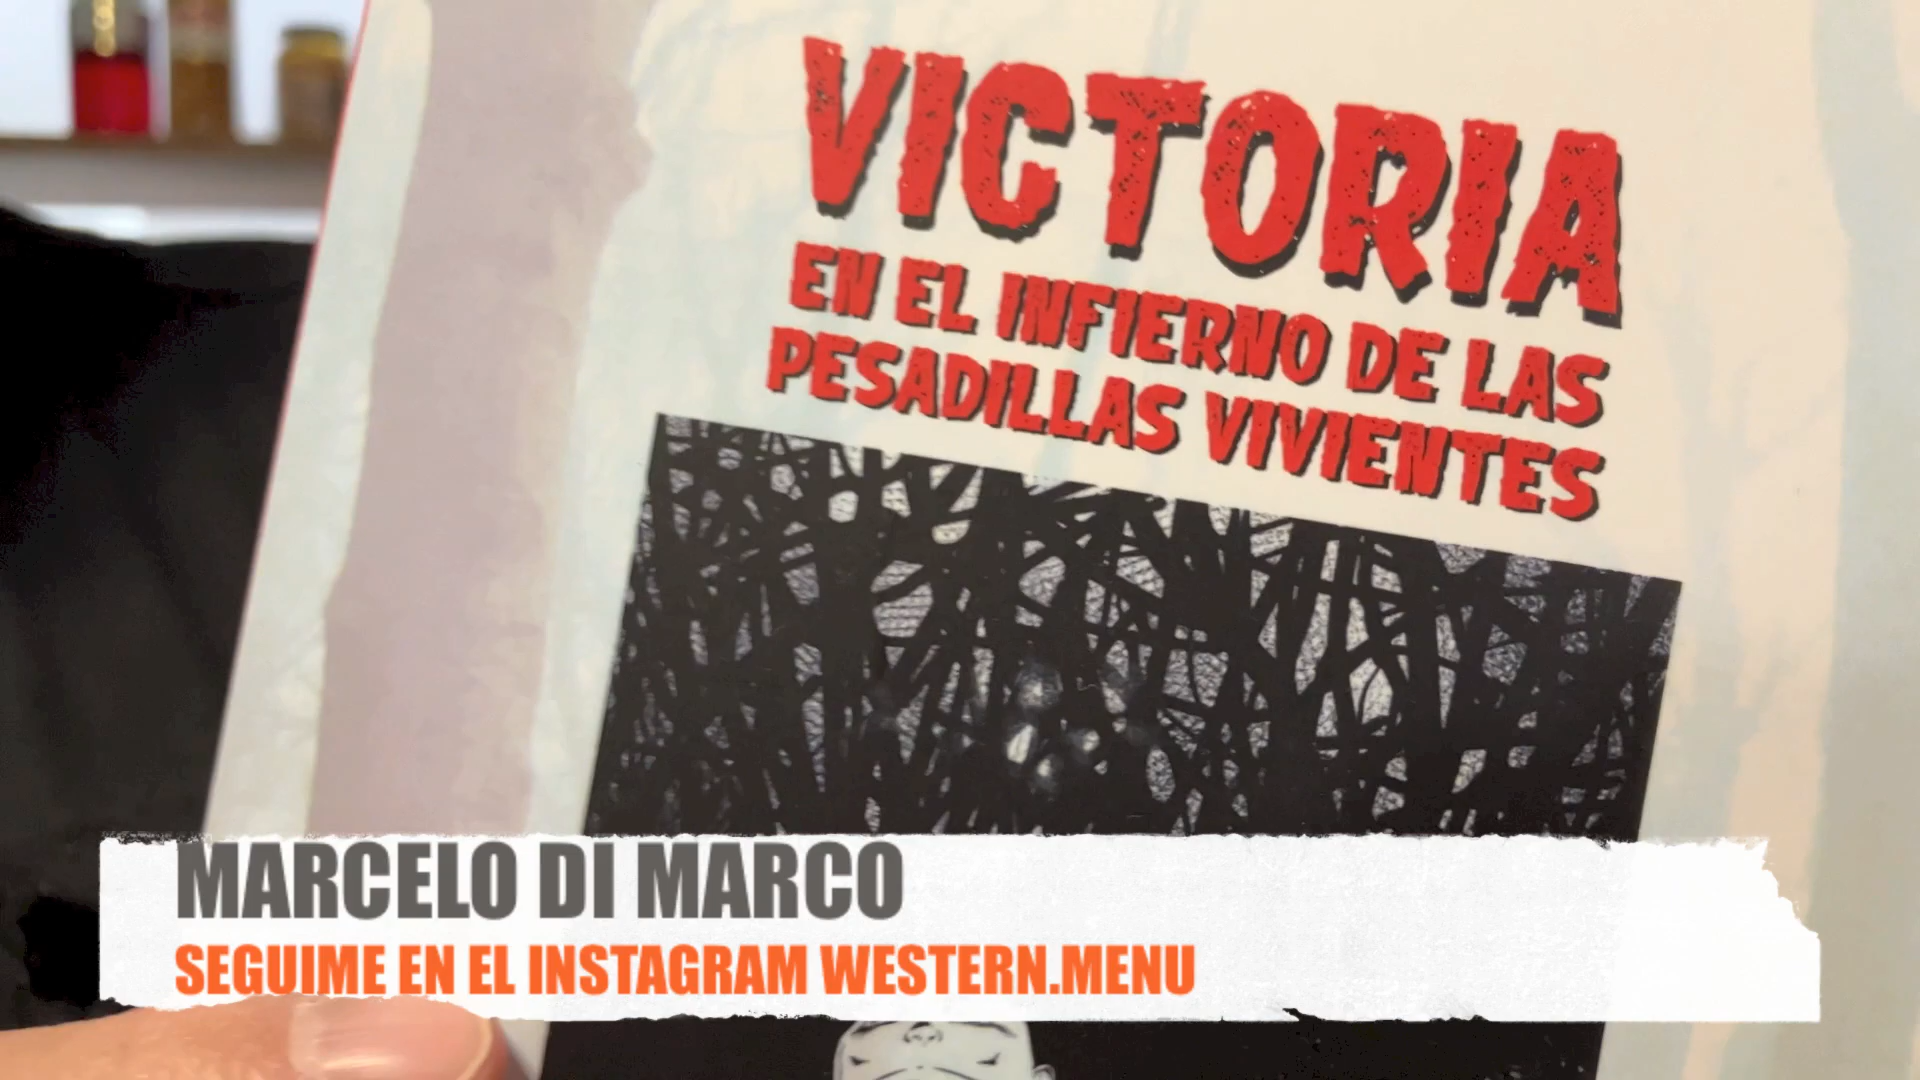 VICTORIA
EN EL INFIERNO DE LAS
PESADILLAS VIVIENTES
MARCELO DI MARCO
SEGUIME EN EL INSTAGRAM WESTERN.MENU